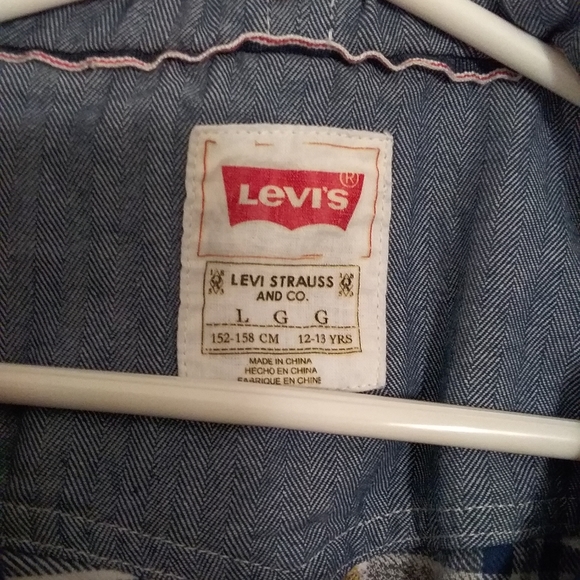 LEVI'S ®
LEVI STRAUSS
AND CO.
L G G
152-158 CM 12-13 YRS
MADE IN CHINA
HECHO EN CHINA
FABRIQUE EN CHINE